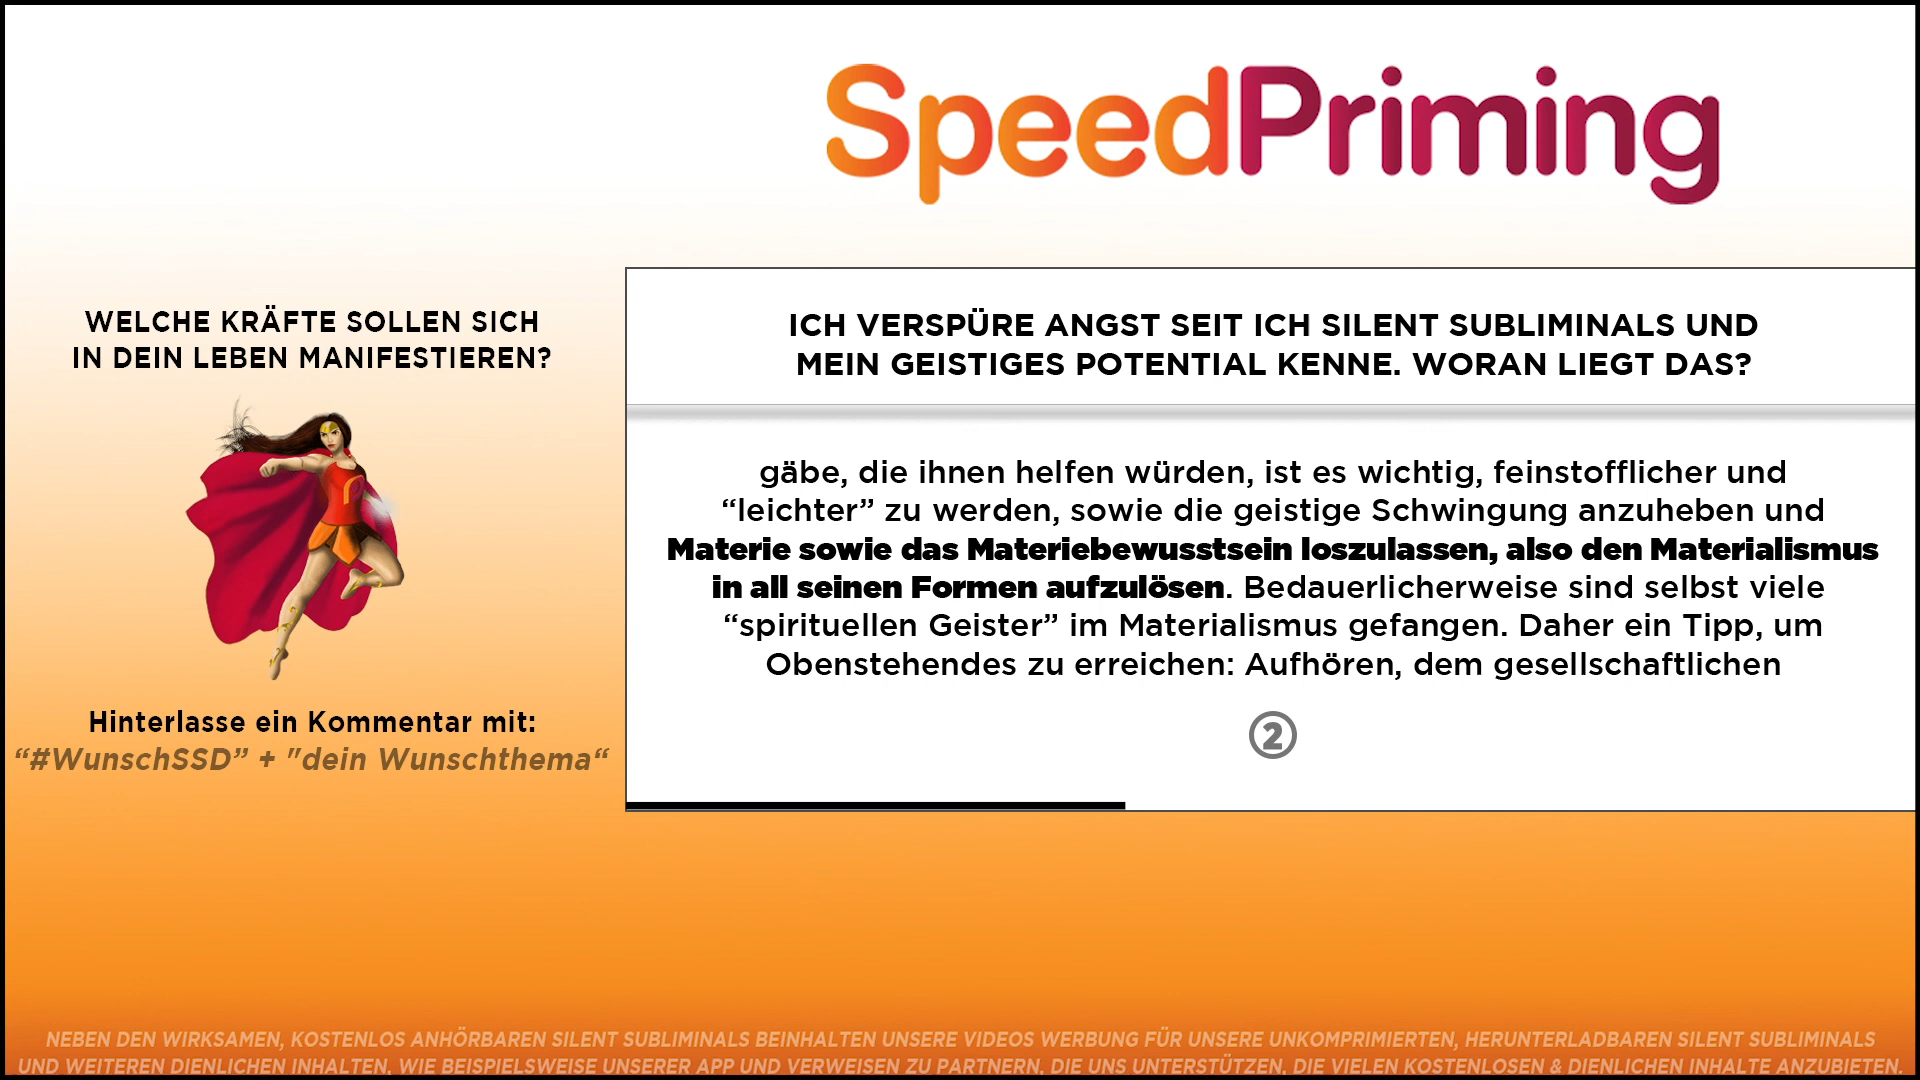 SpeedPriming
WELCHE KRÄFTE SOLLEN SICH
IN DEIN LEBEN MANIFESTIEREN?
Hinterlasse ein Kommentar mit:
“#WunschSSD” + "dein Wunschthema“
ICH VERSPÜRE ANGST SEIT ICH SILENT SUBLIMINALS UND
MEIN GEISTIGES POTENTIAL KENNE. WORAN LIEGT DAS?
gäbe, die ihnen helfen würden, ist es wichtig, feinstofflicher und
“leichter” zu werden, sowie die geistige Schwingung anzuheben und
Materie sowie das Materiebewusstsein loszulassen, also den Materialismus
in all seinen Formen aufzulösen. Bedauerlicherweise sind selbst viele
“spirituellen Geister” im Materialismus gefangen. Daher ein Tipp, um
Obenstehendes zu erreichen: Aufhören, dem gesellschaftlichen
2
NEBEN DEN WIRKSAMEN, KOSTENLOS ANHÖRBAREN SILENT SUBLIMINALS BEINHALTEN UNSERE VIDEOS WERBUNG FÜR UNSERE UNKOMPRIMIERTEN, HERUNTERLADBAREN SILENT SUBLIMINALS
UND WEITEREN DIENLICHEN INHALTEN, WIE BEISPIELSWEISE UNSERER APP UND VERWEISEN ZU PARTNERN, DIE UNS UNTERSTÜTZEN, DIE VIELEN KOSTENLOSEN & DIENLICHEN INHALTE ANZUBIETEN.